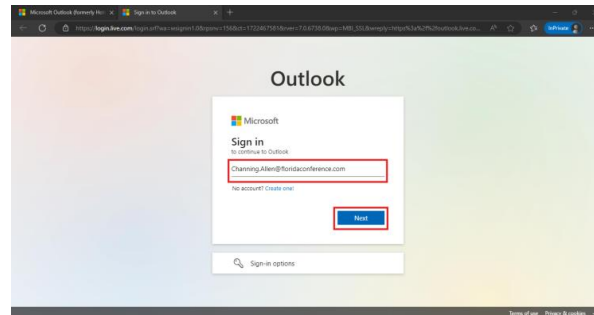 Microsoft Outlook (formerly Hot
Sign in to Outlook
InPrivate
Outlook
Microsoft
Sign in
to continue to Outlook
Channing.Allen@floridaconference.com
No account? Create one!
Next
Sign-in options
Terms of use Privacy & cookies